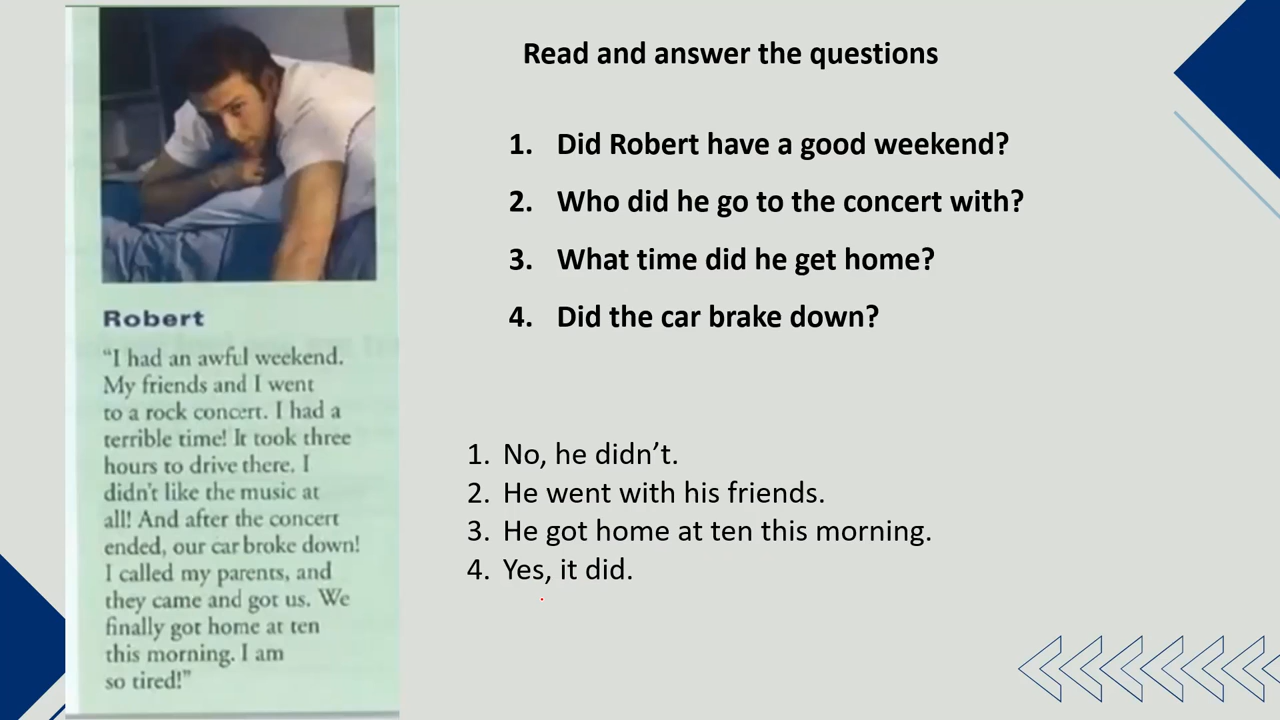 Robert
"I had an awful weekend.
My friends and I went
to a rock concert. I had a
terrible time! It took three
hours to drive there. I
didn't like the music at
all! And after the concert
ended, our car broke down!
I called my parents, and
they came and got us. We
finally got home at ten
this morning. I am
so tired!"
Read and answer the questions
1. Did Robert have a good weekend?
2. Who did he go to the concert with?
3. What time did he get home?
4. Did the car brake down?
1. No, he didn’t.
2. He went with his friends.
3. He got home at ten this morning.
4. Yes, it did.